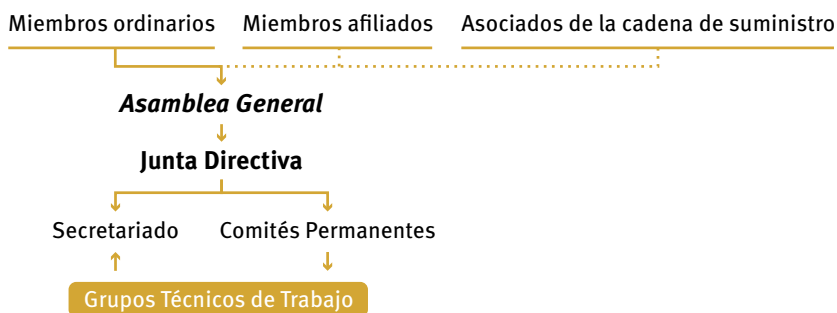 Miembros ordinarios Miembros afiliados Asociados de la cadena de suministro
Asamblea General
Junta Directiva
Secretariado Comités Permanentes
Grupos Técnicos de Trabajo